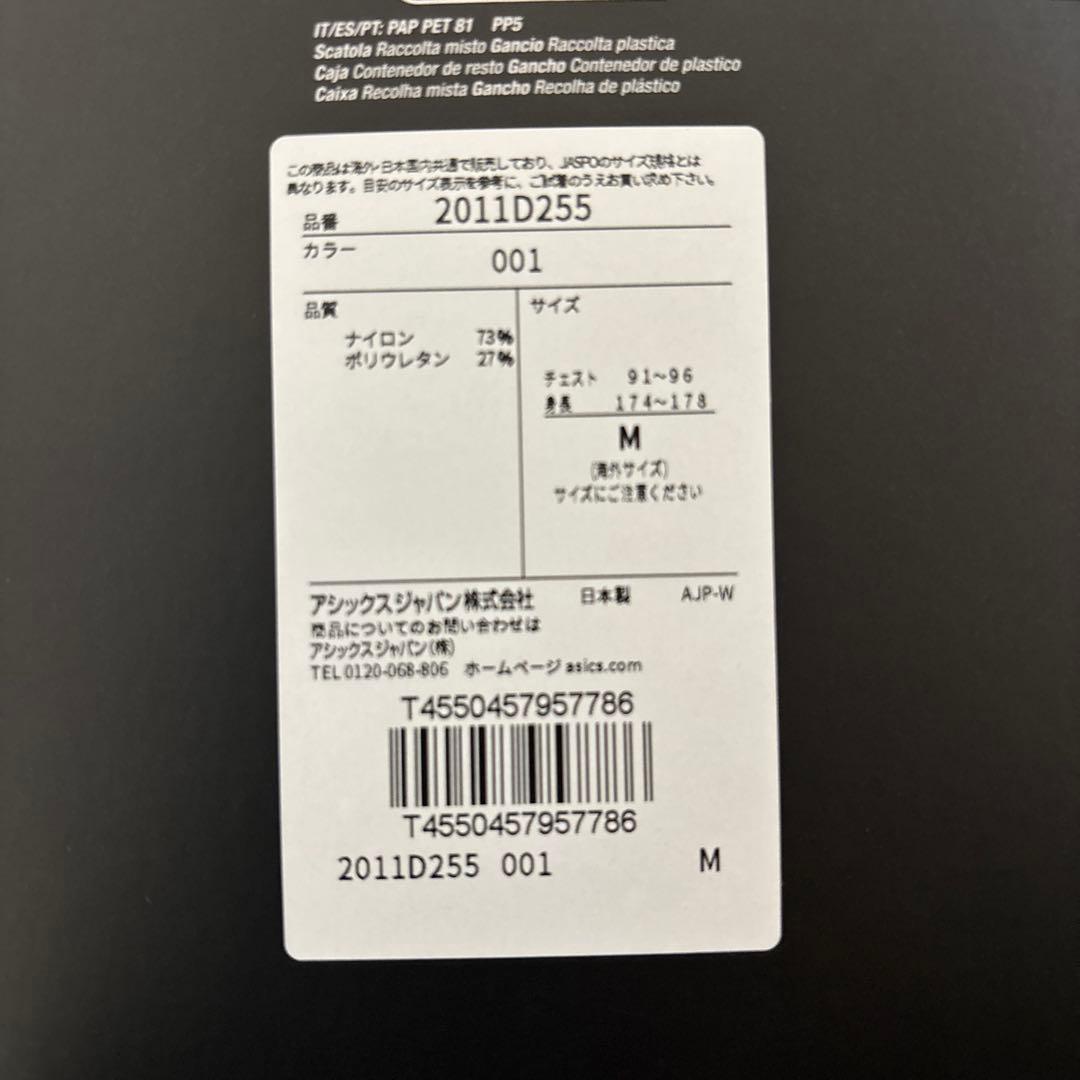 IT/ES/PT: PAP PET 81 PP5
Scatola Raccolta misto Gancio Raccolta plastica
Caja Contenedor de resto Gancho Contenedor de plastico
Caixa Recolha mista Gancho Recolha de plástico
この商品は海外・日本国内共通で販売しており、JASPOのサイズ規格とは
異なります。目安のサイズ表示を参考に、ご試着のうえお買い求め下さい。
品番 2011D255
カラー 001
品質
ナイロン 73%
ポリウレタン 27%
サイズ
チェスト 91～96
身長 174～178
M
(海外サイズ)
サイズにご注意ください
アシックスジャパン株式会社 日本製 AJP-W
商品についてのお問い合わせは
アシックスジャパン(株)
TEL 0120-068-806 ホームページ asics.com
T4550457957786
T4550457957786
2011D255 001 M